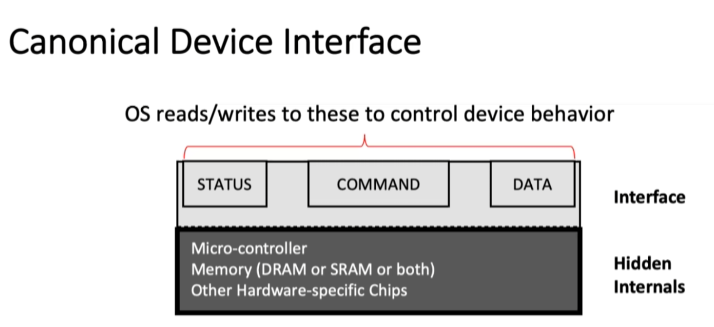 Canonical Device Interface
OS reads/writes to these to control device behavior
STATUS
COMMAND
DATA
Interface
Micro-controller
Memory (DRAM or SRAM or both)
Other Hardware-specific Chips
Hidden
Internals